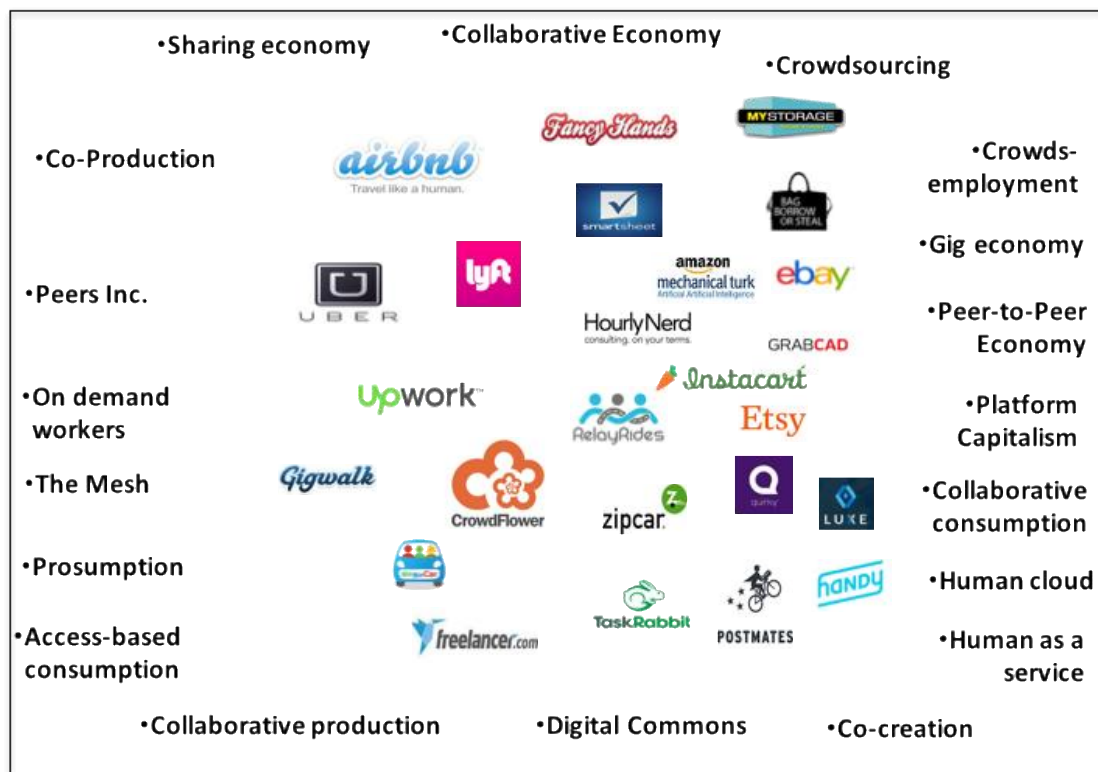 •Sharing economy
•Collaborative Economy
•Crowdsourcing
Fancy Hands
MYSTORAGE
•Co-Production
airbnb
Travel like a human.
•Crowds-
employment
smartsheet
BAG
BORROW
OR STEAL
•Gig economy
lyft
amazon
mechanical turk
Artificial Artificial Intelligence
ebay
•Peers Inc.
U
UBER
HourlyNerd
consulting. on your terms.
GRABCAD
•Peer-to-Peer
Economy
Instacart
•On demand
workers
Upwork™
RelayRides
Etsy
•Platform
Capitalism
•The Mesh
Gigwalk
CrowdFlower
zipcar.
Z
Q
LUXE
•Collaborative
consumption
•Prosumption
TaskRabbit
POSTMATES
HANDY
•Human cloud
•Access-based
consumption
freelancer.com
•Human as a
service
•Collaborative production
•Digital Commons
•Co-creation